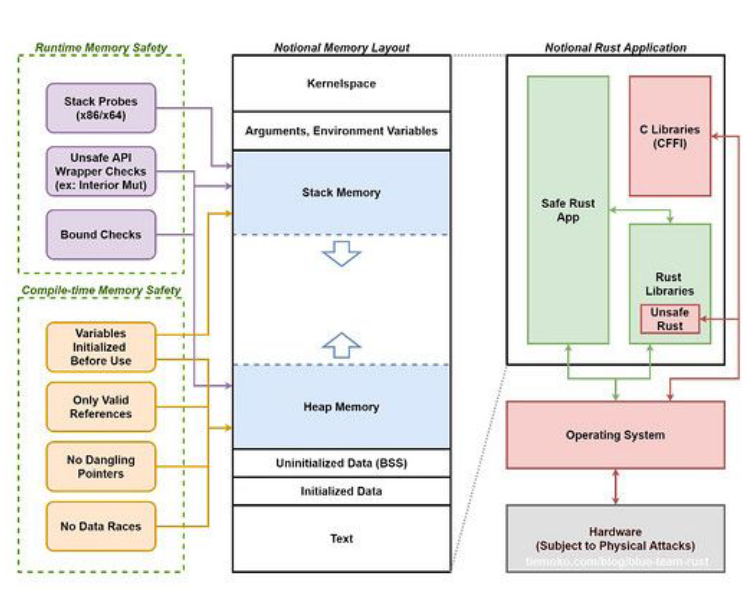 Runtime Memory Safety
Stack Probes
(x86/x64)
Unsafe API
Wrapper Checks
(ex: Interior Mut)
Bound Checks
Compile-time Memory Safety
Variables
Initialized
Before Use
Only Valid
References
No Dangling
Pointers
No Data Races
Notional Memory Layout
Kernelspace
Arguments, Environment Variables
Stack Memory
Heap Memory
Uninitialized Data (BSS)
Initialized Data
Text
Notional Rust Application
Safe Rust
App
C Libraries
(CFFI)
Rust
Libraries
Unsafe
Rust
Operating System
Hardware
(Subject to Physical Attacks)
tiemoko.com/blog/blue-team-rust